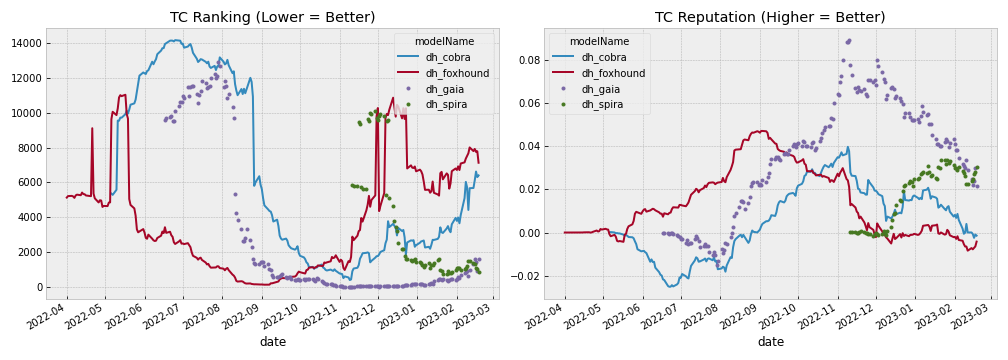 TC Ranking (Lower = Better)
14000
12000
10000
8000
6000
4000
2000
0
modelName
dh_cobra
dh_foxhound
dh_gaia
dh_spira
2022-04
2022-05
2022-06
2022-07
2022-08
2022-09
2022-10
2022-11
2022-12
2023-01
2023-02
2023-03
date
TC Reputation (Higher = Better)
0.08
0.06
0.04
0.02
0.00
−0.02
modelName
dh_cobra
dh_foxhound
dh_gaia
dh_spira
2022-04
2022-05
2022-06
2022-07
2022-08
2022-09
2022-10
2022-11
2022-12
2023-01
2023-02
2023-03
date